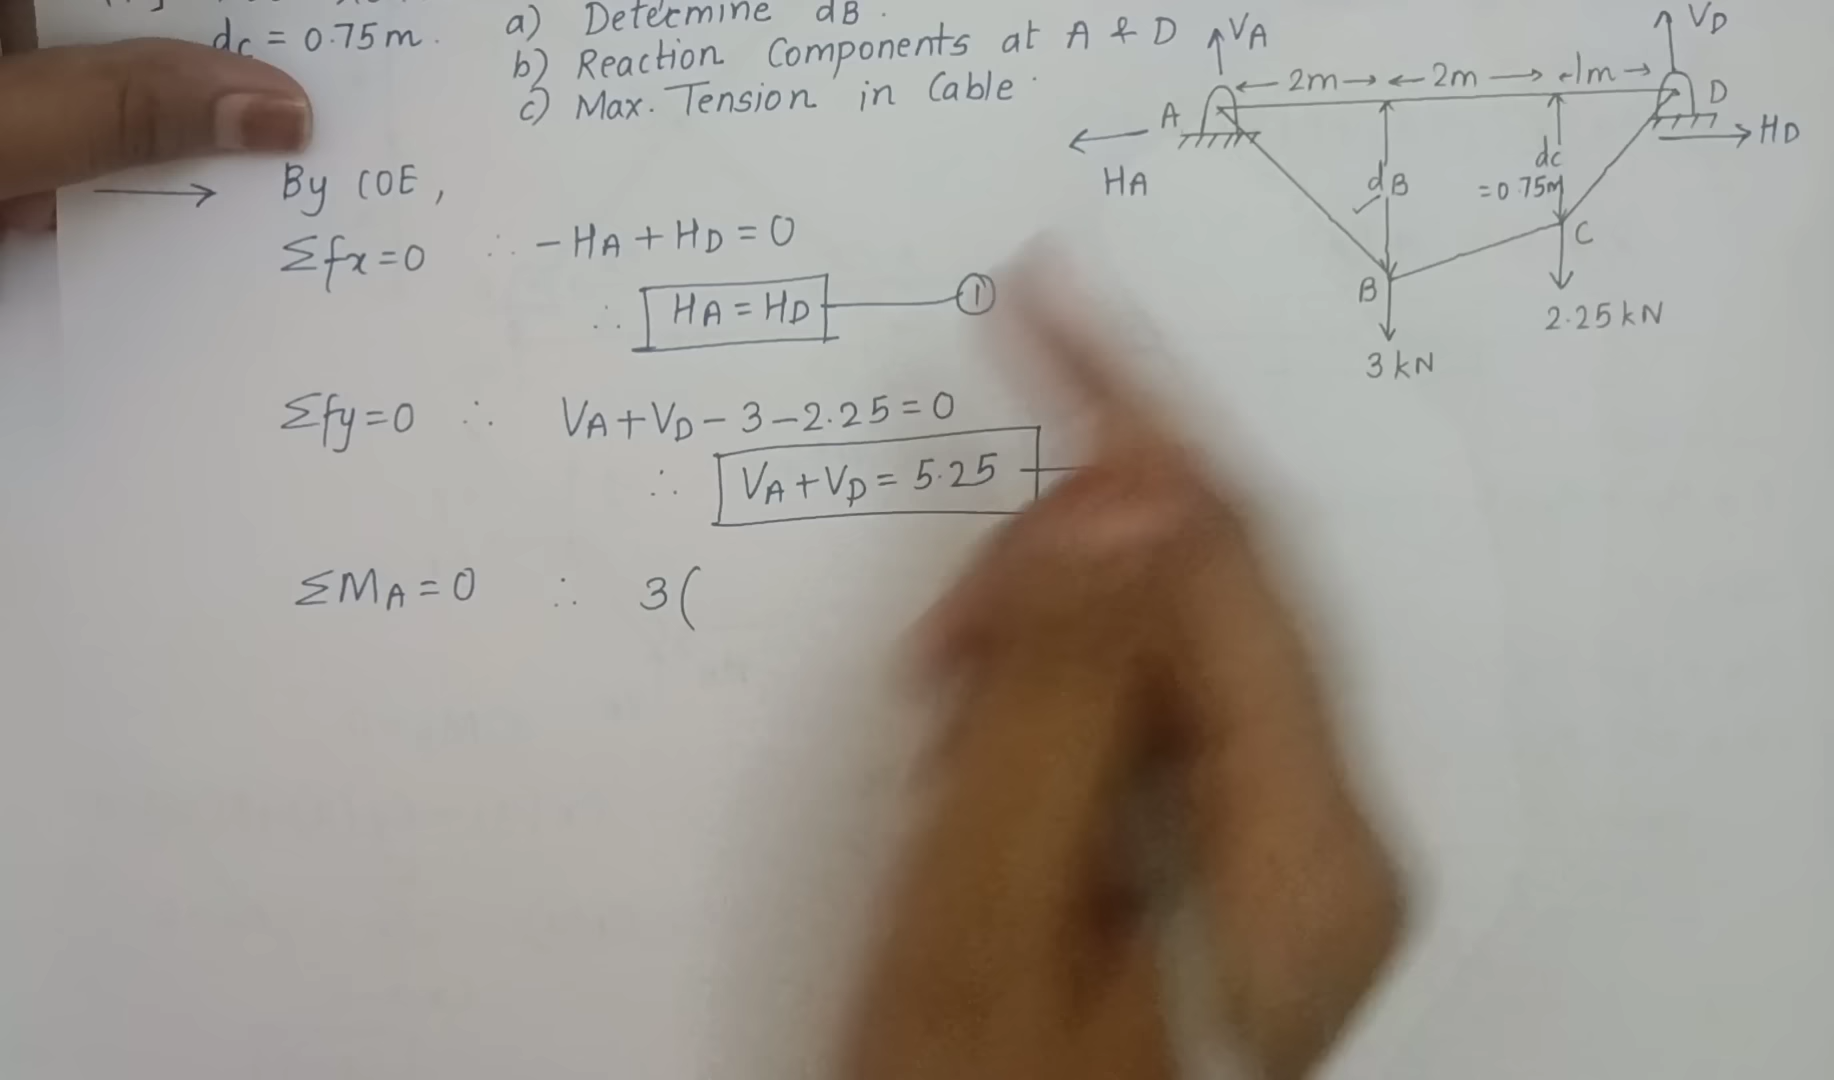 dc = 0.75m.
a) Determine dB.
b) Reaction Components at A & D
c) Max. Tension in Cable.
VA
VD
2m
2m
1m
A
D
HA
HD
dB
dc
= 0.75m
C
B
2.25 kN
3 kN
By COE,
Σfx=0 ∴ -HA + HD = 0
∴ HA = HD ①
Σfy=0 ∴ VA + VD - 3 - 2.25 = 0
∴ VA + VD = 5.25
ΣMA = 0 ∴ 3(